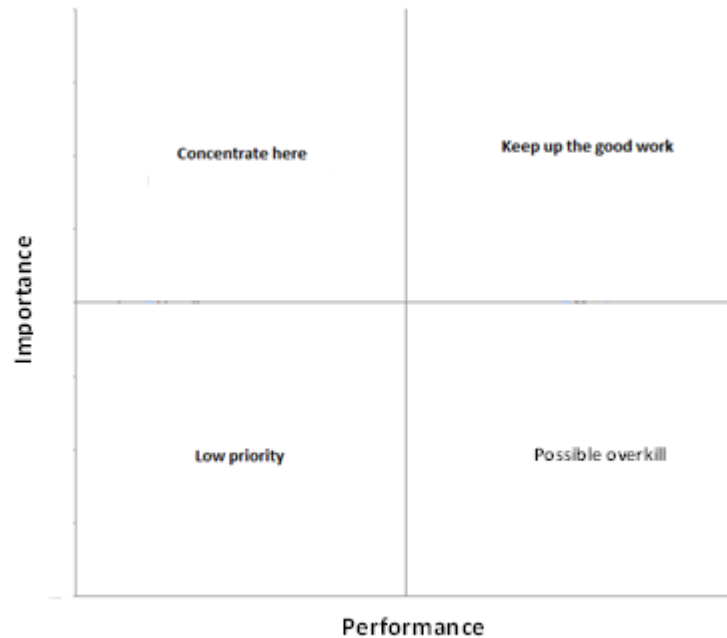 Concentrate here
Keep up the good work
Importance
Low priority
Possible overkill
Performance